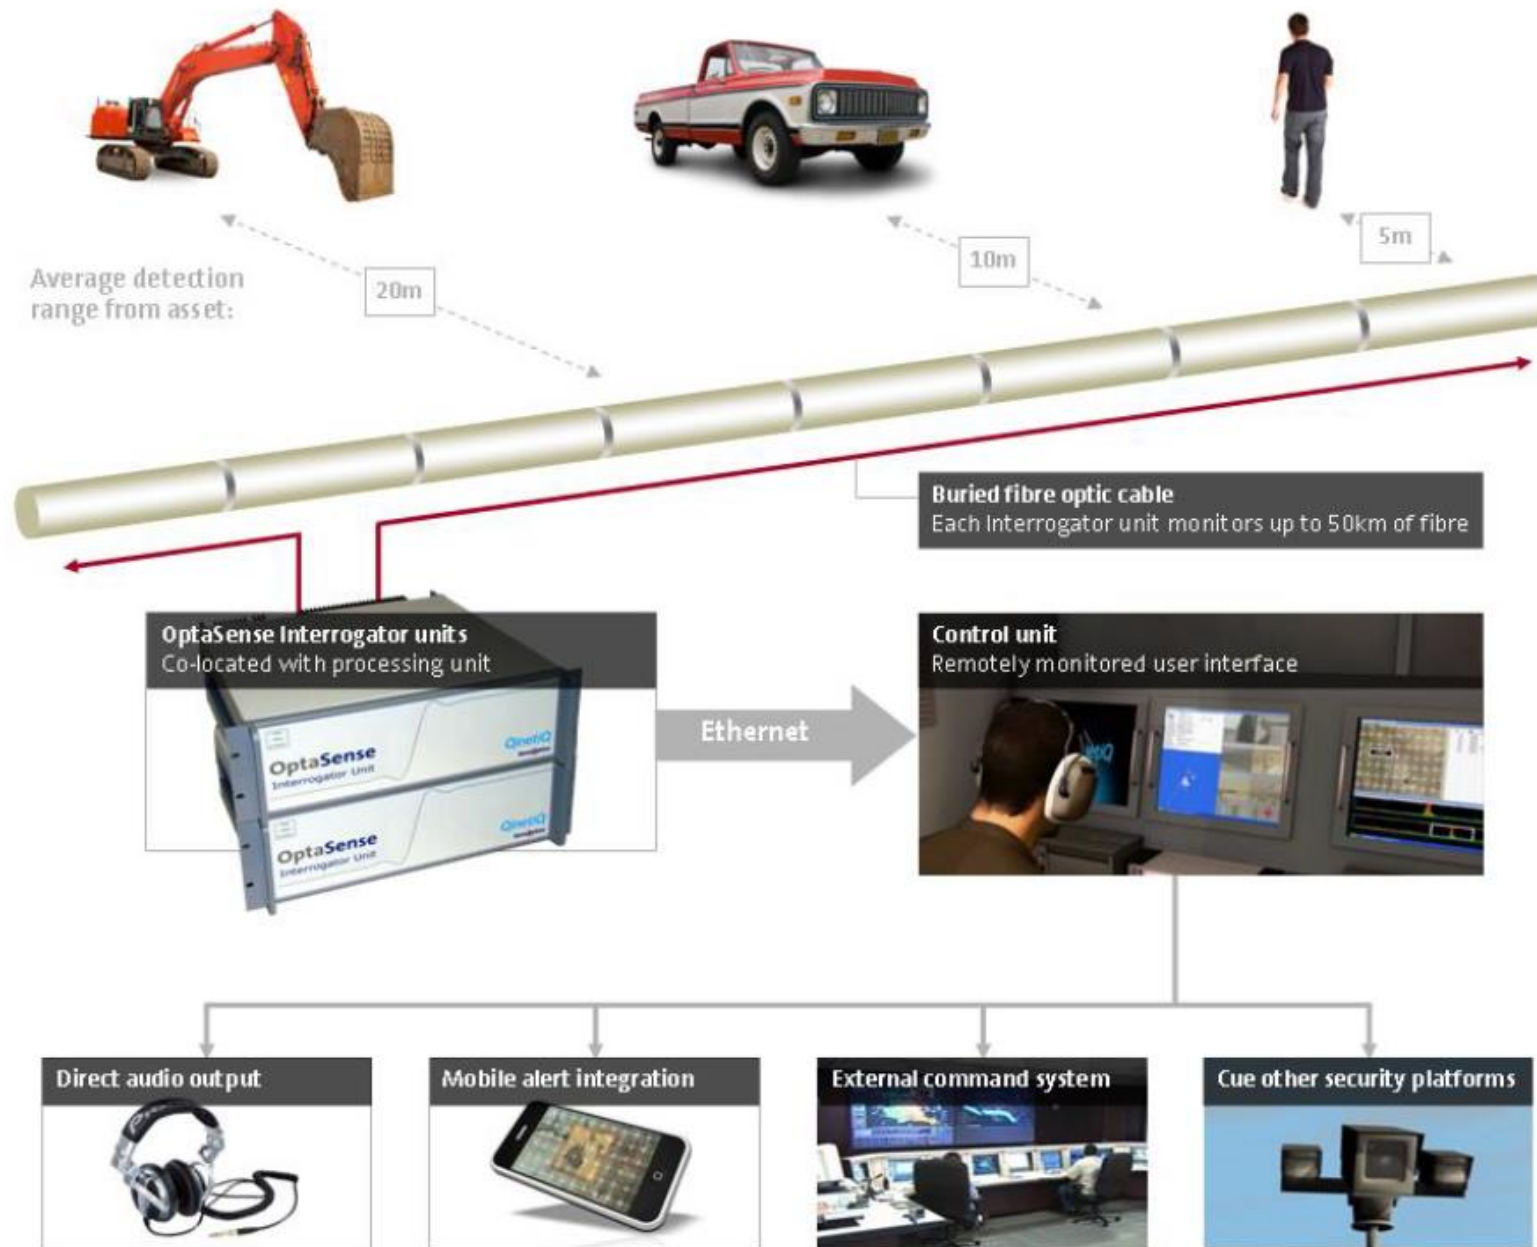 Average detection
range from asset:
20m
10m
5m
Buried fibre optic cable
Each Interrogator unit monitors up to 50km of fibre
OptaSense Interrogator units
Co-located with processing unit
Control unit
Remotely monitored user interface
OptaSense
Interrogator Unit
QinetiQ
OptaSense
Interrogator Unit
QinetiQ
Ethernet
Direct audio output
Mobile alert integration
External command system
Cue other security platforms